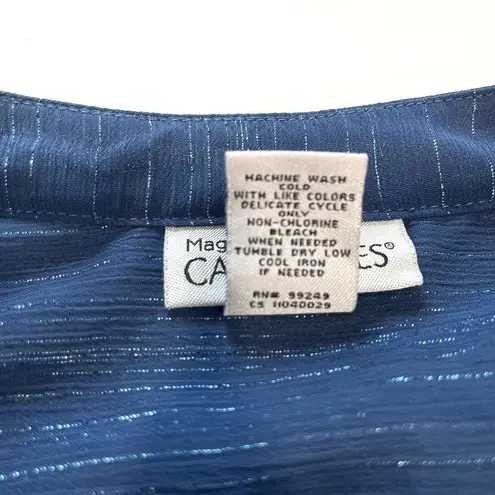 MACHINE WASH
COLD
WITH LIKE COLORS
DELICATE CYCLE
ONLY
NON-CHLORINE
BLEACH
WHEN NEEDED
TUMBLE DRY LOW
COOL IRON
IF NEEDED
RN# 99249
CS 11040029
Mag
CA ES®